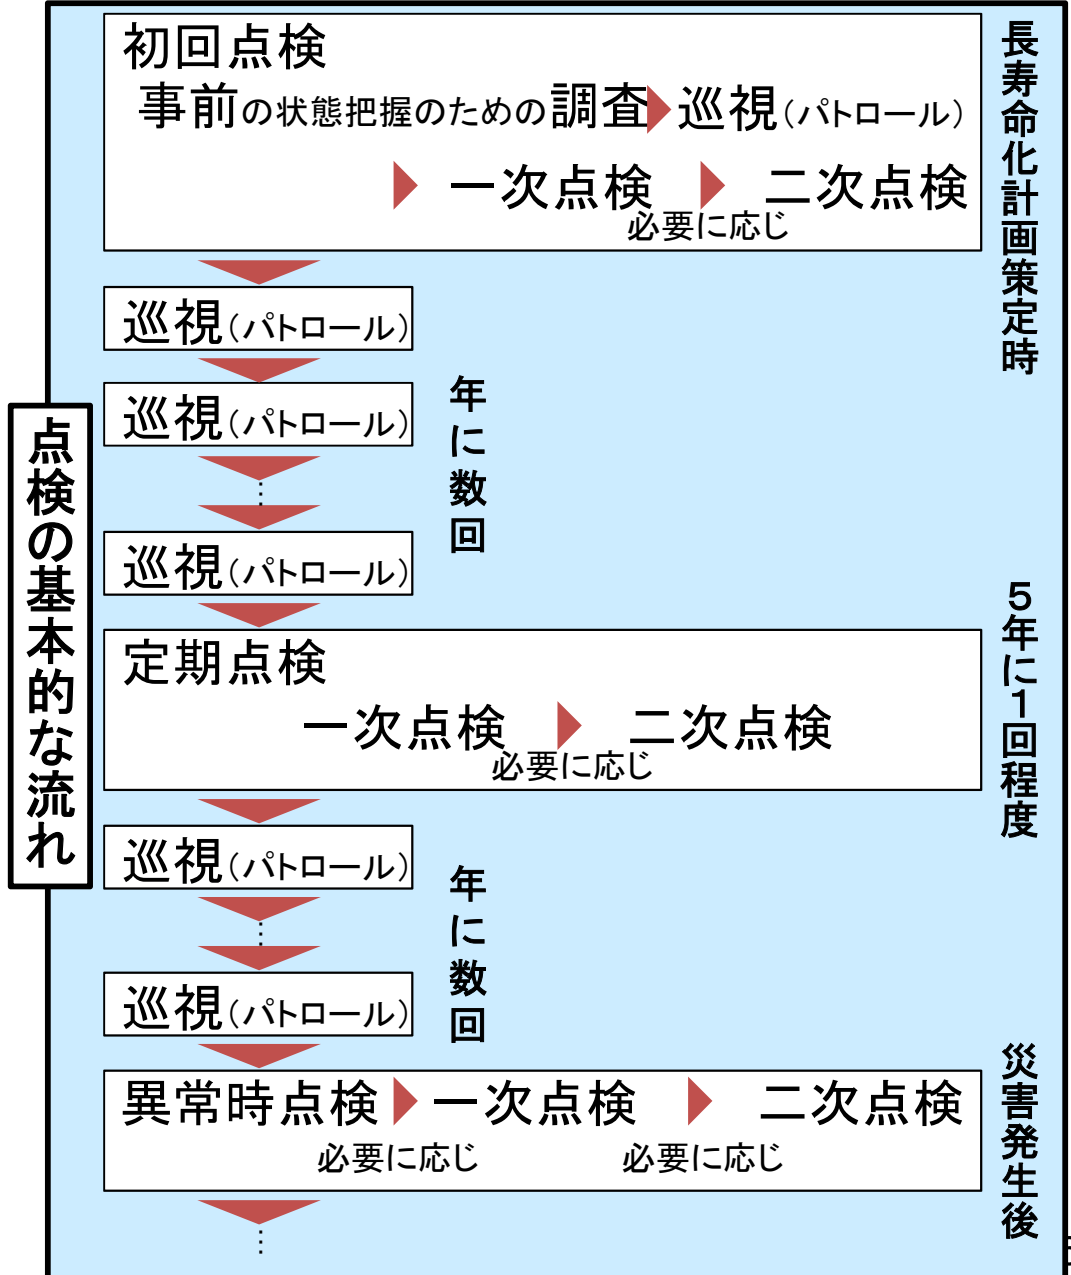 点検の基本的な流れ
長寿命化計画策定時
初回点検
事前の状態把握のための調査 巡視(パトロール)
一次点検 二次点検
必要に応じ
巡視(パトロール)
巡視(パトロール)
⋮
巡視(パトロール)
年に数回
5年に1回程度
定期点検
一次点検 二次点検
必要に応じ
巡視(パトロール)
⋮
巡視(パトロール)
年に数回
災害発生後
異常時点検 一次点検 二次点検
必要に応じ 必要に応じ
⋮